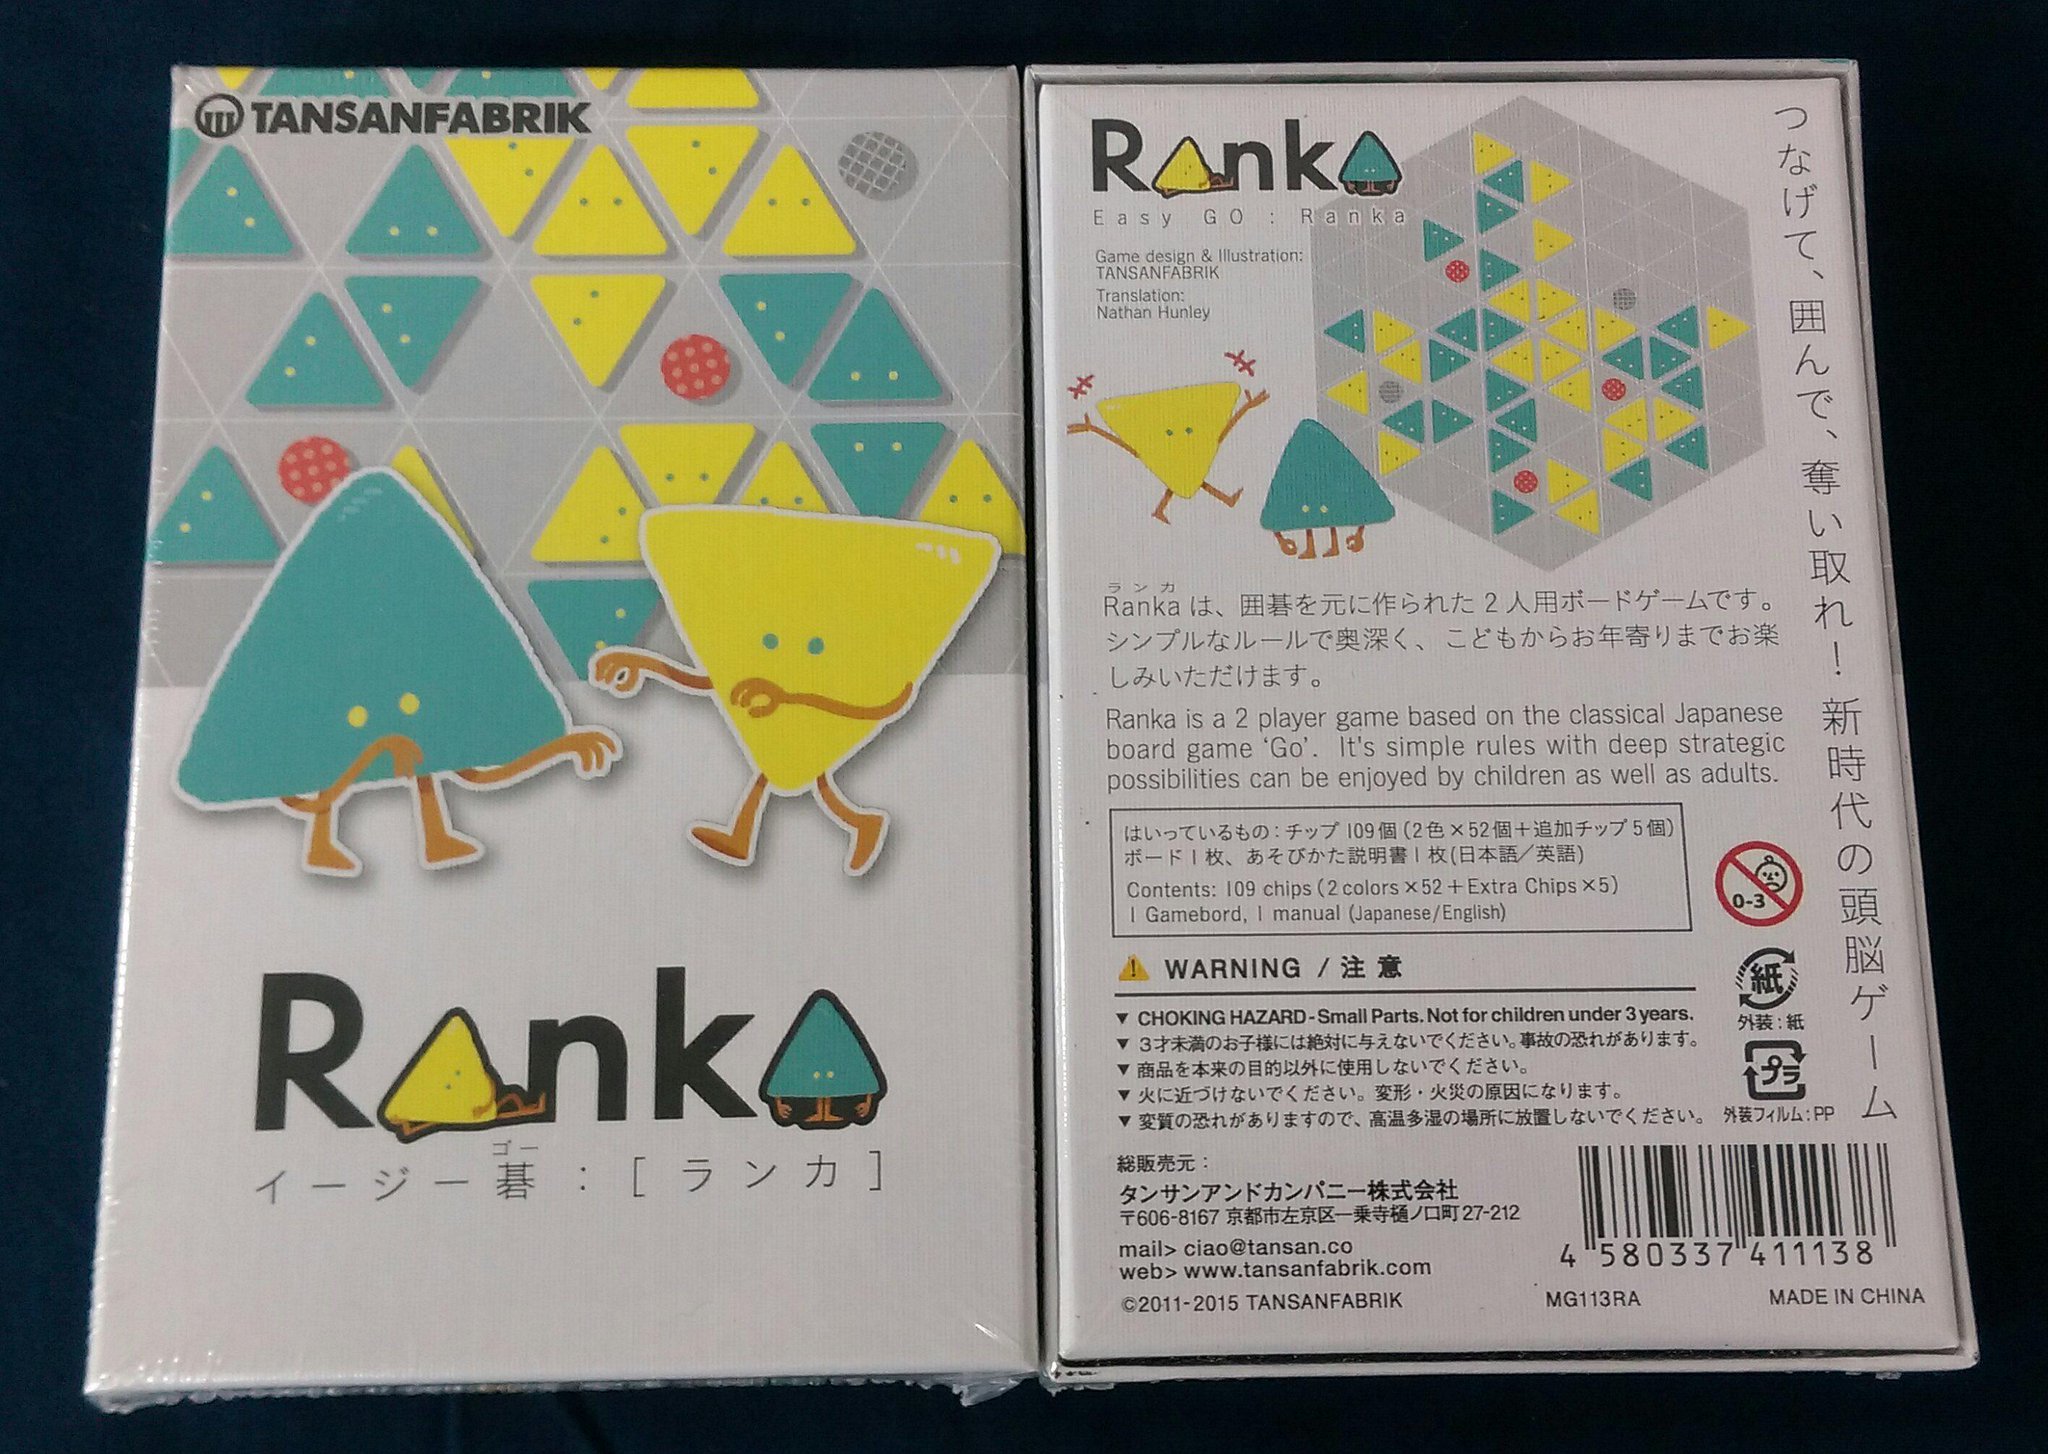 TANSANFABRIK
Ranka
ゴー
イージー碁：[ランカ]
Ranka
Easy GO : Ranka
Game design & Illustration:
TANSANFABRIK
Translation:
Nathan Hunley
つなげて、囲んで、奪い取れ！新時代の頭脳ゲーム
ランカ
Rankaは、囲碁を元に作られた2人用ボードゲームです。
シンプルなルールで奥深く、こどもからお年寄りまでお楽
しみいただけます。
Ranka is a 2 player game based on the classical Japanese
board game 'Go'. It's simple rules with deep strategic
possibilities can be enjoyed by children as well as adults.
はいっているもの：チップ109個（2色×52個＋追加チップ5個）
ボード1枚、あそびかた説明書1枚(日本語／英語)
Contents: 109 chips (2 colors×52＋Extra Chips×5)
1 Gamebord, 1 manual (Japanese/English)
0-3
WARNING / 注意
▼ CHOKING HAZARD-Small Parts. Not for children under 3 years.
▼ 3才未満のお子様には絶対に与えないでください。事故の恐れがあります。
▼ 商品を本来の目的以外に使用しないでください。
▼ 火に近づけないでください。変形・火災の原因になります。
▼ 変質の恐れがありますので、高温多湿の場所に放置しないでください。
紙
外装：紙
プラ
外装フィルム：PP
総販売元：
タンサンアンドカンパニー株式会社
〒606-8167 京都市左京区一乗寺樋ノ口町27-212
mail> ciao@tansan.co
web> www.tansanfabrik.com
©2011-2015 TANSANFABRIK
4 580337 411138
MG113RA
MADE IN CHINA